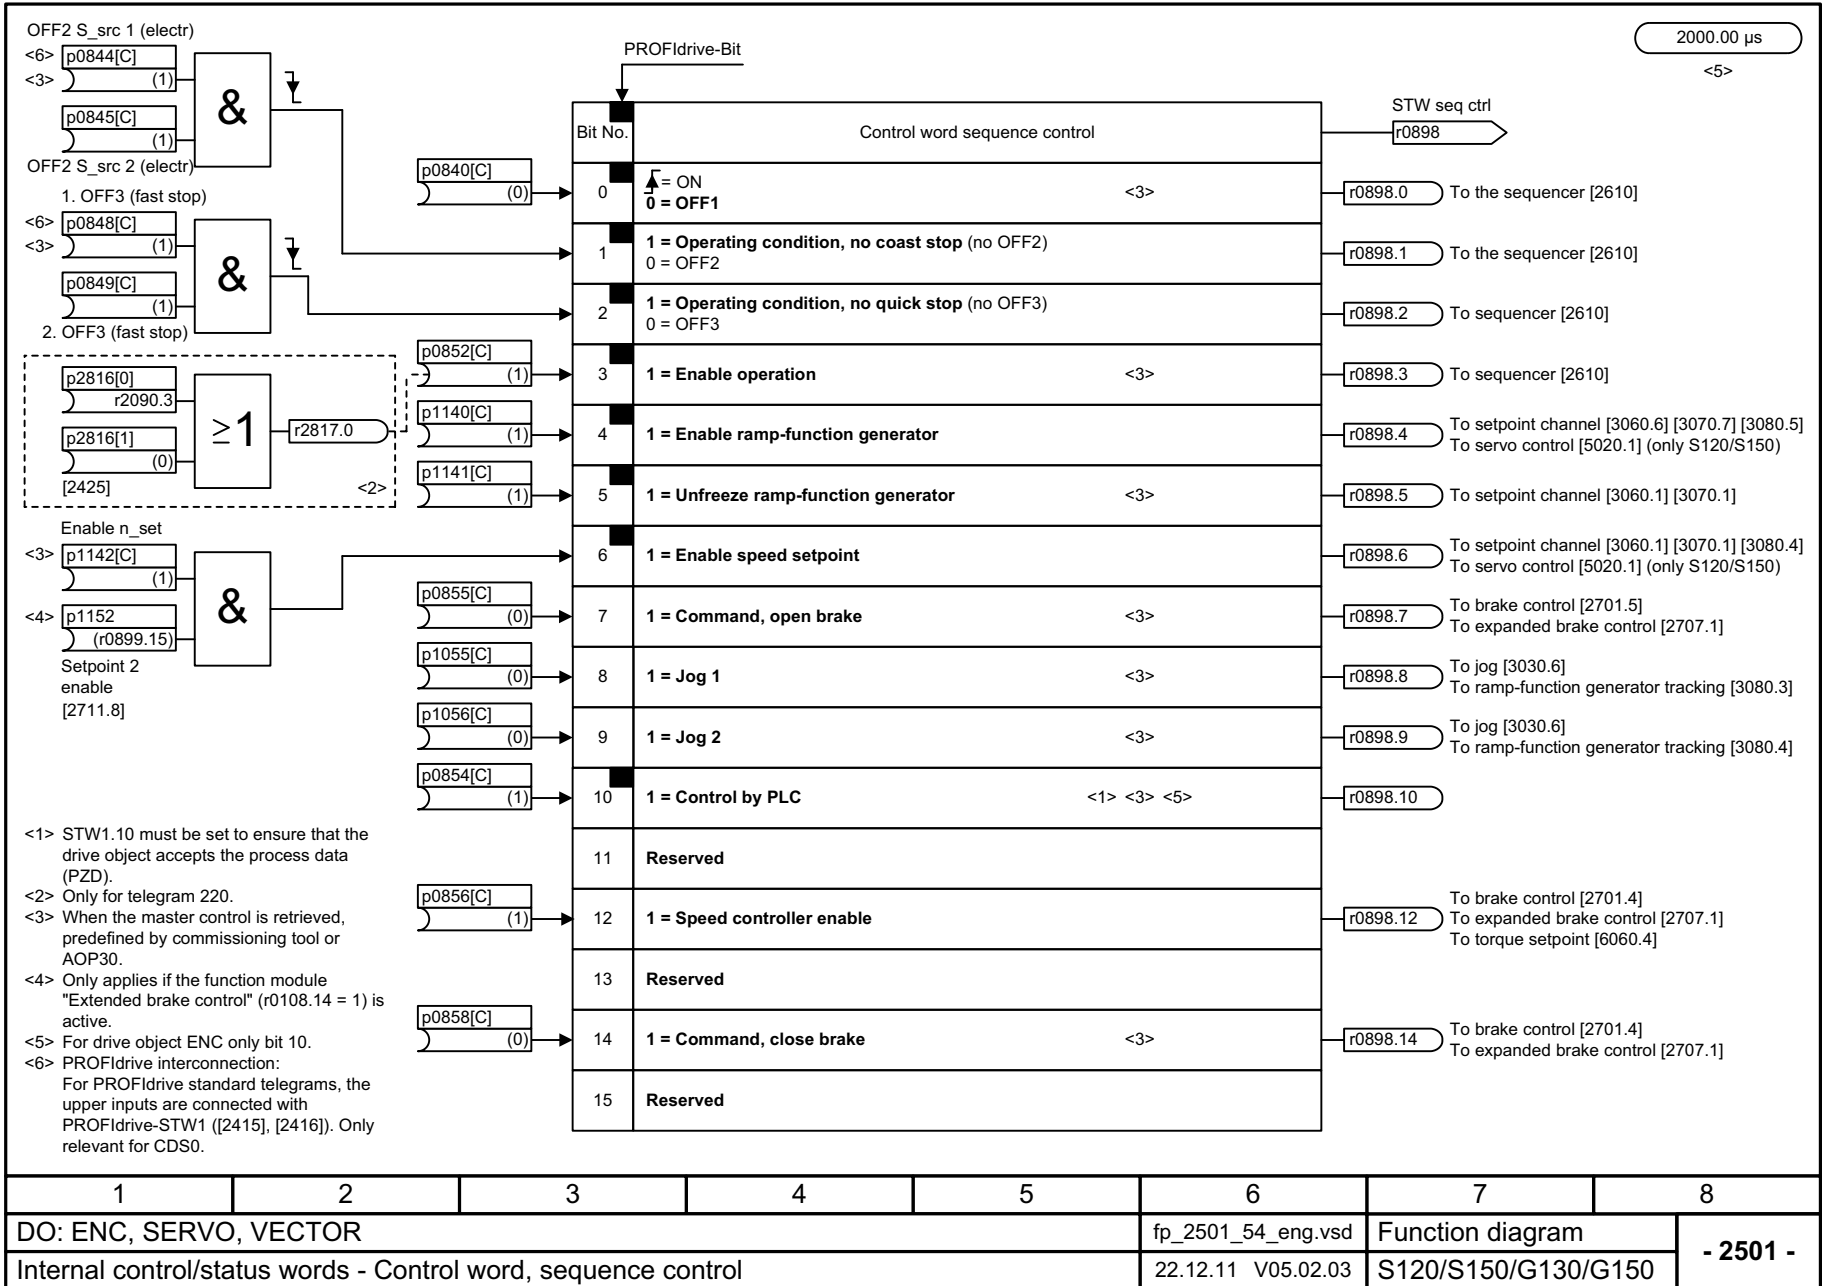 OFF2 S_src 1 (electr)
<6> p0844[C]
<3> (1)
p0845[C]
(1)
OFF2 S_src 2 (electr)
&
1. OFF3 (fast stop)
<6> p0848[C]
<3> (1)
p0849[C]
(1)
2. OFF3 (fast stop)
&
p2816[0]
r2090.3
p2816[1]
(0)
[2425]
≥1
r2817.0
<2>
Enable n_set
<3> p1142[C]
(1)
<4> p1152
(r0899.15)
Setpoint 2
enable
[2711.8]
&
PROFIdrive-Bit
2000.00 µs
<5>
Bit No. Control word sequence control
STW seq ctrl
r0898
p0840[C]
(0) 0 = ON <3> r0898.0 To the sequencer [2610]
0 = OFF1
1 1 = Operating condition, no coast stop (no OFF2) r0898.1 To the sequencer [2610]
0 = OFF2
2 1 = Operating condition, no quick stop (no OFF3) r0898.2 To sequencer [2610]
0 = OFF3
p0852[C]
(1) 3 1 = Enable operation <3> r0898.3 To sequencer [2610]
p1140[C]
(1) 4 1 = Enable ramp-function generator r0898.4 To setpoint channel [3060.6] [3070.7] [3080.5]
To servo control [5020.1] (only S120/S150)
p1141[C]
(1) 5 1 = Unfreeze ramp-function generator <3> r0898.5 To setpoint channel [3060.1] [3070.1]
6 1 = Enable speed setpoint r0898.6 To setpoint channel [3060.1] [3070.1] [3080.4]
To servo control [5020.1] (only S120/S150)
p0855[C]
(0) 7 1 = Command, open brake <3> r0898.7 To brake control [2701.5]
To expanded brake control [2707.1]
p1055[C]
(0) 8 1 = Jog 1 <3> r0898.8 To jog [3030.6]
To ramp-function generator tracking [3080.3]
p1056[C]
(0) 9 1 = Jog 2 <3> r0898.9 To jog [3030.6]
To ramp-function generator tracking [3080.4]
p0854[C]
(1) 10 1 = Control by PLC <1> <3> <5> r0898.10
11 Reserved
p0856[C]
(1) 12 1 = Speed controller enable r0898.12 To brake control [2701.4]
To expanded brake control [2707.1]
To torque setpoint [6060.4]
13 Reserved
p0858[C]
(0) 14 1 = Command, close brake <3> r0898.14 To brake control [2701.4]
To expanded brake control [2707.1]
15 Reserved
<1> STW1.10 must be set to ensure that the
drive object accepts the process data
(PZD).
<2> Only for telegram 220.
<3> When the master control is retrieved,
predefined by commissioning tool or
AOP30.
<4> Only applies if the function module
"Extended brake control" (r0108.14 = 1) is
active.
<5> For drive object ENC only bit 10.
<6> PROFIdrive interconnection:
For PROFIdrive standard telegrams, the
upper inputs are connected with
PROFIdrive-STW1 ([2415], [2416]). Only
relevant for CDS0.
1 2 3 4 5 6 7 8
DO: ENC, SERVO, VECTOR fp_2501_54_eng.vsd Function diagram
- 2501 -
Internal control/status words - Control word, sequence control 22.12.11 V05.02.03 S120/S150/G130/G150